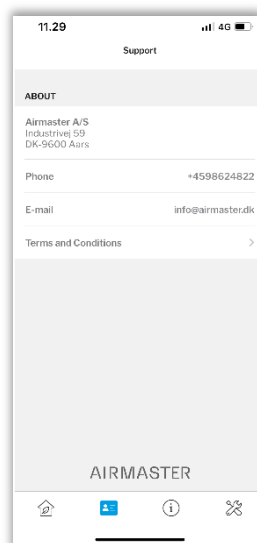 11.29
4G
Support
ABOUT
Airmaster A/S
Industrivej 59
DK-9600 Aars
Phone +4598624822
E-mail info@airmaster.dk
Terms and Conditions
AIRMASTER